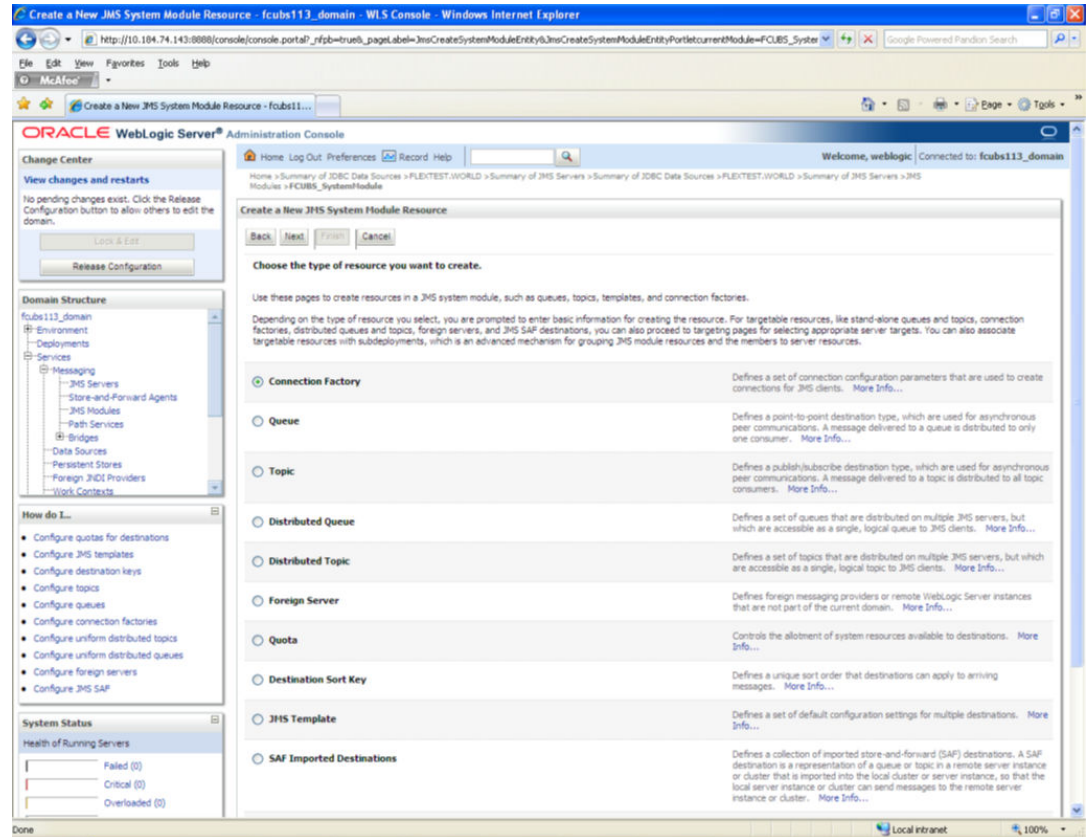 Create a New JMS System Module Resource - fcubs113_domain - WLS Console - Windows Internet Explorer
http://10.184.74.143:8888/console/console.portal?_nfpb=true&_pageLabel=JmsCreateSystemModuleEntity&JmsCreateSystemModuleEntityPortletcurrentModule=FCUBS_System
Google Powered Pandion Search
File Edit View Favorites Tools Help
McAfee
Create a New JMS System Module Resource - fcubs11...
Page Tools
ORACLE WebLogic Server® Administration Console
Change Center
View changes and restarts
No pending changes exist. Click the Release
Configuration button to allow others to edit the
domain.
Lock & Edit
Release Configuration
Domain Structure
fcubs113_domain
Environment
Deployments
Services
Messaging
JMS Servers
Store-and-Forward Agents
JMS Modules
Path Services
Bridges
Data Sources
Persistent Stores
Foreign JNDI Providers
Work Contexts
How do I...
Configure quotas for destinations
Configure JMS templates
Configure destination keys
Configure topics
Configure queues
Configure connection factories
Configure uniform distributed topics
Configure uniform distributed queues
Configure foreign servers
Configure JMS SAF
System Status
Health of Running Servers
Failed (0)
Critical (0)
Overloaded (0)
Home Log Out Preferences Record Help
Welcome, weblogic Connected to: fcubs113_domain
Home >Summary of JDBC Data Sources >FLEXTEST.WORLD >Summary of JMS Servers >Summary of JDBC Data Sources >FLEXTEST.WORLD >Summary of JMS Servers >JMS
Modules >FCUBS_SystemModule
Create a New JMS System Module Resource
Back Next Finish Cancel
Choose the type of resource you want to create.
Use these pages to create resources in a JMS system module, such as queues, topics, templates, and connection factories.
Depending on the type of resource you select, you are prompted to enter basic information for creating the resource. For targetable resources, like stand-alone queues and topics, connection
factories, distributed queues and topics, foreign servers, and JMS SAF destinations, you can also proceed to targeting pages for selecting appropriate server targets. You can also associate
targetable resources with subdeployments, which is an advanced mechanism for grouping JMS module resources and the members to server resources.
Connection Factory
Defines a set of connection configuration parameters that are used to create
connections for JMS clients. More Info...
Queue
Defines a point-to-point destination type, which are used for asynchronous
peer communications. A message delivered to a queue is distributed to only
one consumer. More Info...
Topic
Defines a publish/subscribe destination type, which are used for asynchronous
peer communications. A message delivered to a topic is distributed to all topic
consumers. More Info...
Distributed Queue
Defines a set of queues that are distributed on multiple JMS servers, but
which are accessible as a single, logical queue to JMS clients. More Info...
Distributed Topic
Defines a set of topics that are distributed on multiple JMS servers, but which
are accessible as a single, logical topic to JMS clients. More Info...
Foreign Server
Defines foreign messaging providers or remote WebLogic Server instances
that are not part of the current domain. More Info...
Quota
Controls the allotment of system resources available to destinations. More
Info...
Destination Sort Key
Defines a unique sort order that destinations can apply to arriving
messages. More Info...
JMS Template
Defines a set of default configuration settings for multiple destinations. More
Info...
SAF Imported Destinations
Defines a collection of imported store-and-forward (SAF) destinations. A SAF
destination is a representation of a queue or topic in a remote server instance
or cluster that is imported into the local cluster or server instance, so that the
local server instance or cluster can send messages to the remote server
instance or cluster. More Info...
Done
Local intranet
100%